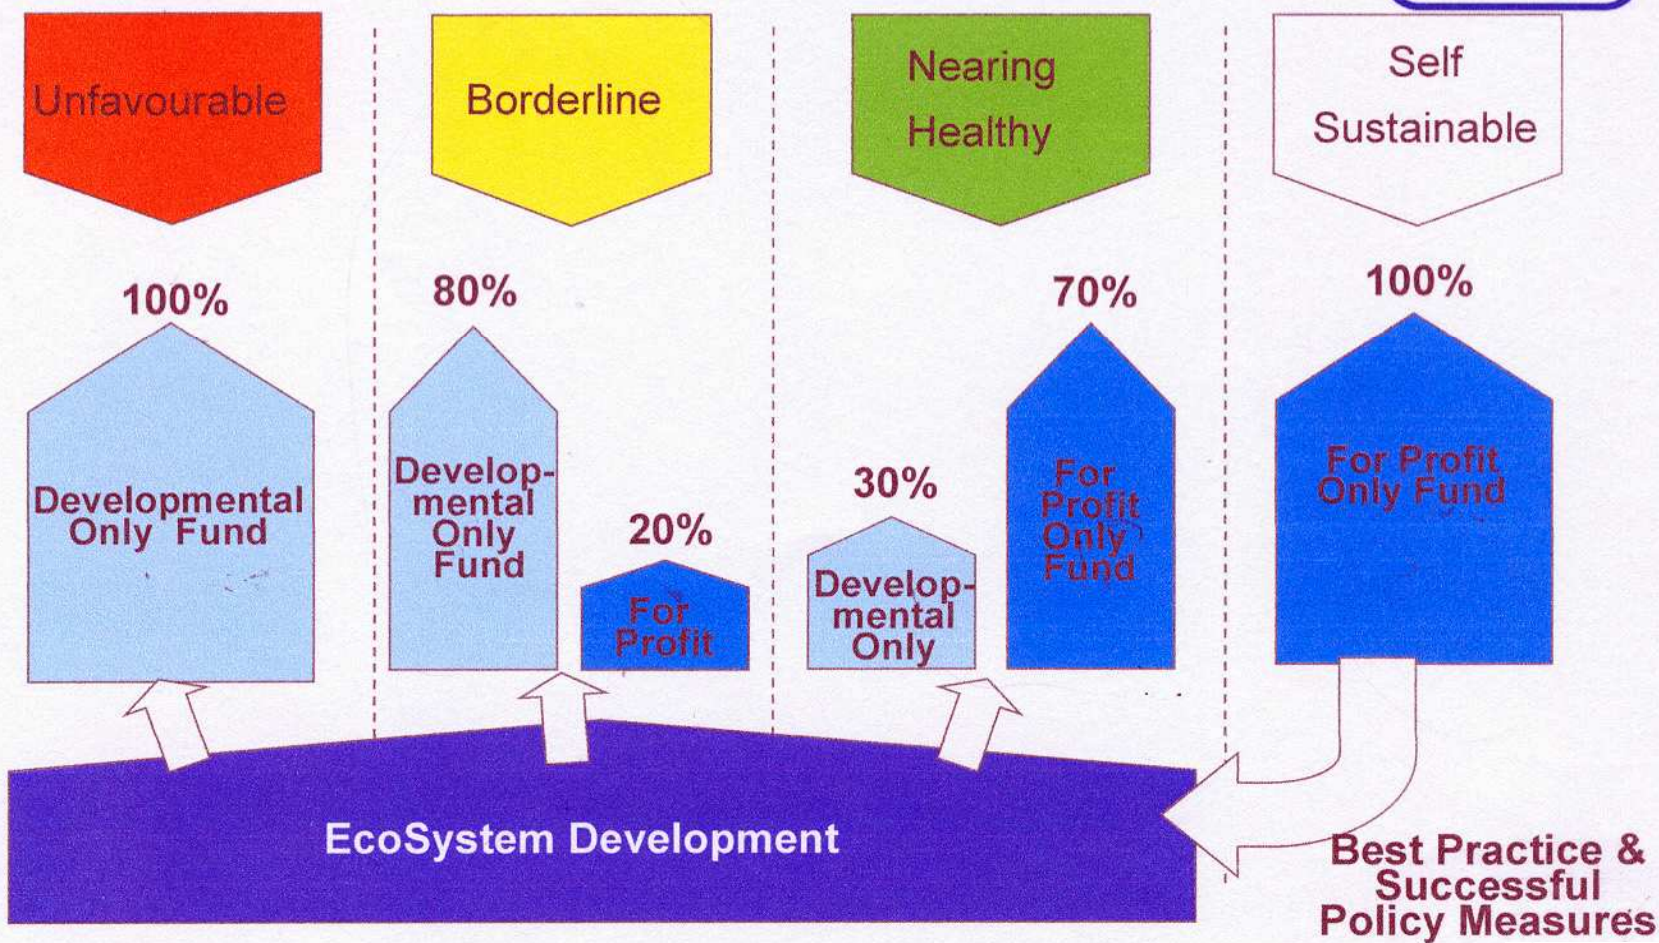 Unfavourable
Borderline
Nearing
Healthy
Self
Sustainable
100%
Developmental
Only Fund
80%
Develop-
mental
Only
Fund
20%
For
Profit
30%
Develop-
mental
Only
70%
For
Profit
Only
Fund
100%
For Profit
Only Fund
EcoSystem Development
Best Practice &
Successful
Policy Measures